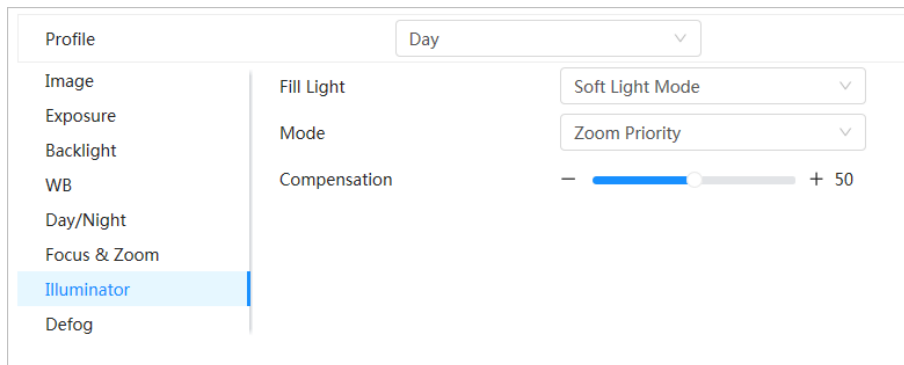 Profile Day
Image
Fill Light Soft Light Mode
Exposure
Mode Zoom Priority
Backlight
Compensation − + 50
WB
Day/Night
Focus & Zoom
Illuminator
Defog